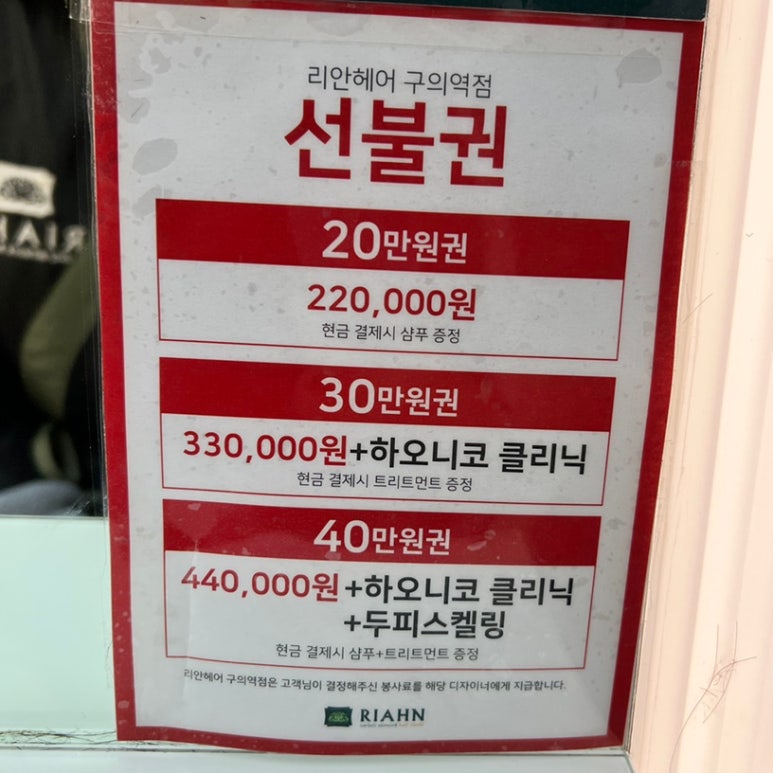 리안헤어 구의역점
선불권
20만원권
220,000원
현금 결제시 샴푸 증정
30만원권
330,000원+하오니코 클리닉
현금 결제시 트리트먼트 증정
40만원권
440,000원+하오니코 클리닉
+두피스켈링
현금 결제시 샴푸+트리트먼트 증정
리안헤어 구의역점은 고객님이 결정해주신 봉사료를 해당 디자이너에게 지급합니다.
RIAHN